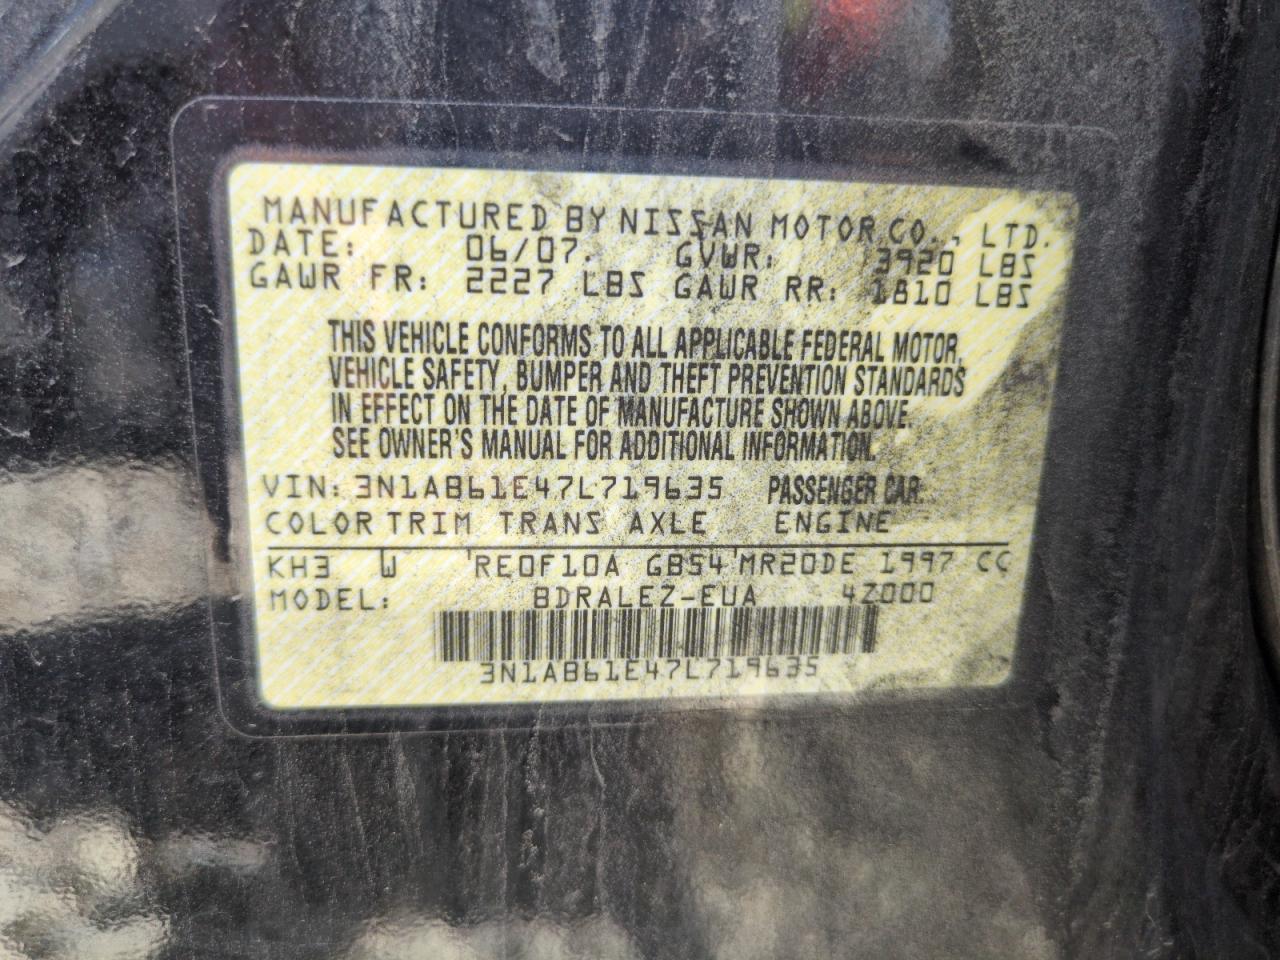 MANUFACTURED BY NISSAN MOTOR CO., LTD.
DATE: 06/07. GVWR: 3920 LBS
GAWR FR: 2227 LBS GAWR RR: 1810 LBS
THIS VEHICLE CONFORMS TO ALL APPLICABLE FEDERAL MOTOR
VEHICLE SAFETY, BUMPER AND THEFT PREVENTION STANDARDS
IN EFFECT ON THE DATE OF MANUFACTURE SHOWN ABOVE.
SEE OWNER'S MANUAL FOR ADDITIONAL INFORMATION.
VIN: 3N1AB61E47L719635 PASSENGER CAR
COLOR TRIM TRANS AXLE ENGINE
KH3 W RE0F10A GB54 MR20DE 1997 CC
MODEL: BDRALEZ-EUA 4Z000
3N1AB61E47L719635